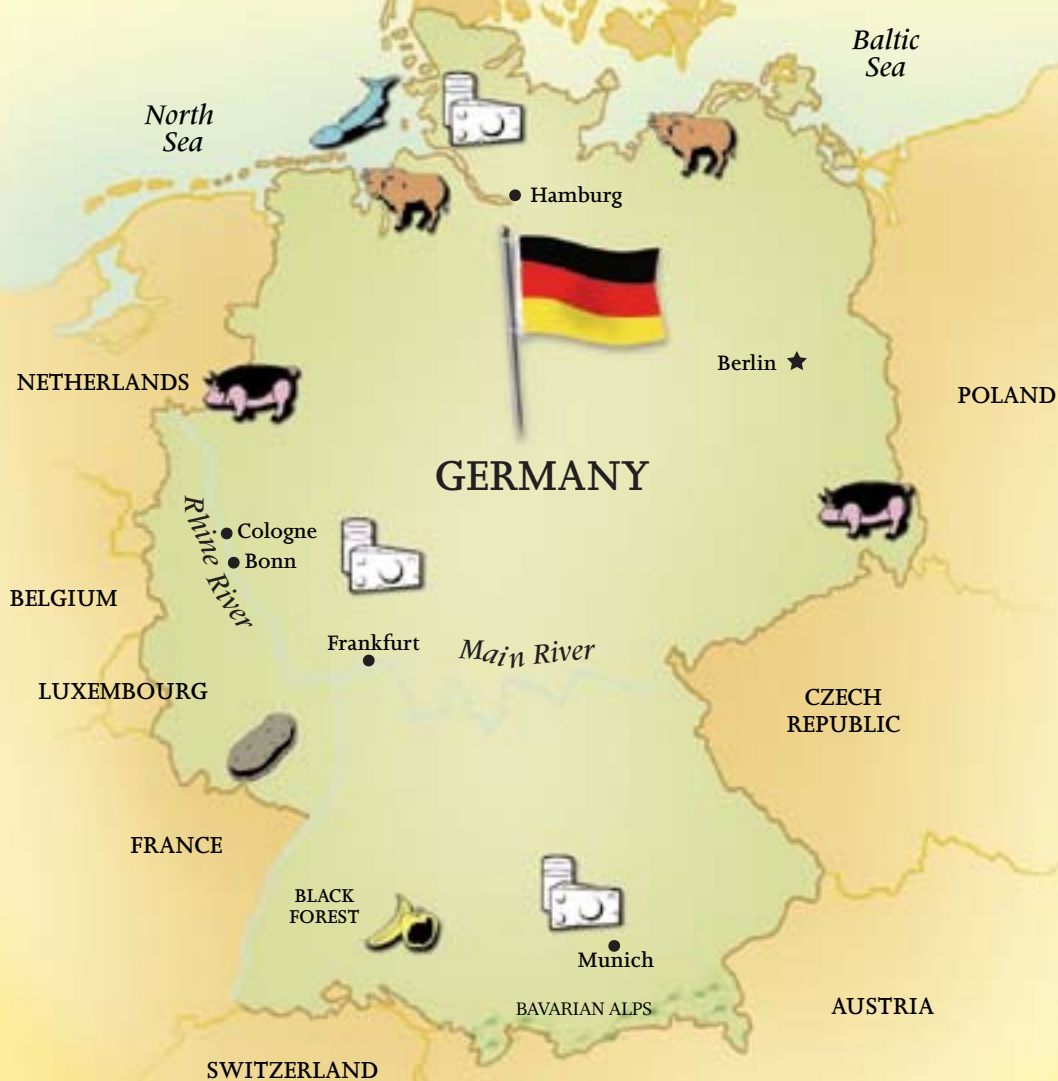 Baltic
Sea
North
Sea
Hamburg
Berlin
NETHERLANDS
POLAND
GERMANY
Rhine River
Cologne
Bonn
BELGIUM
Frankfurt
Main River
LUXEMBOURG
CZECH
REPUBLIC
FRANCE
BLACK
FOREST
Munich
BAVARIAN ALPS
AUSTRIA
SWITZERLAND